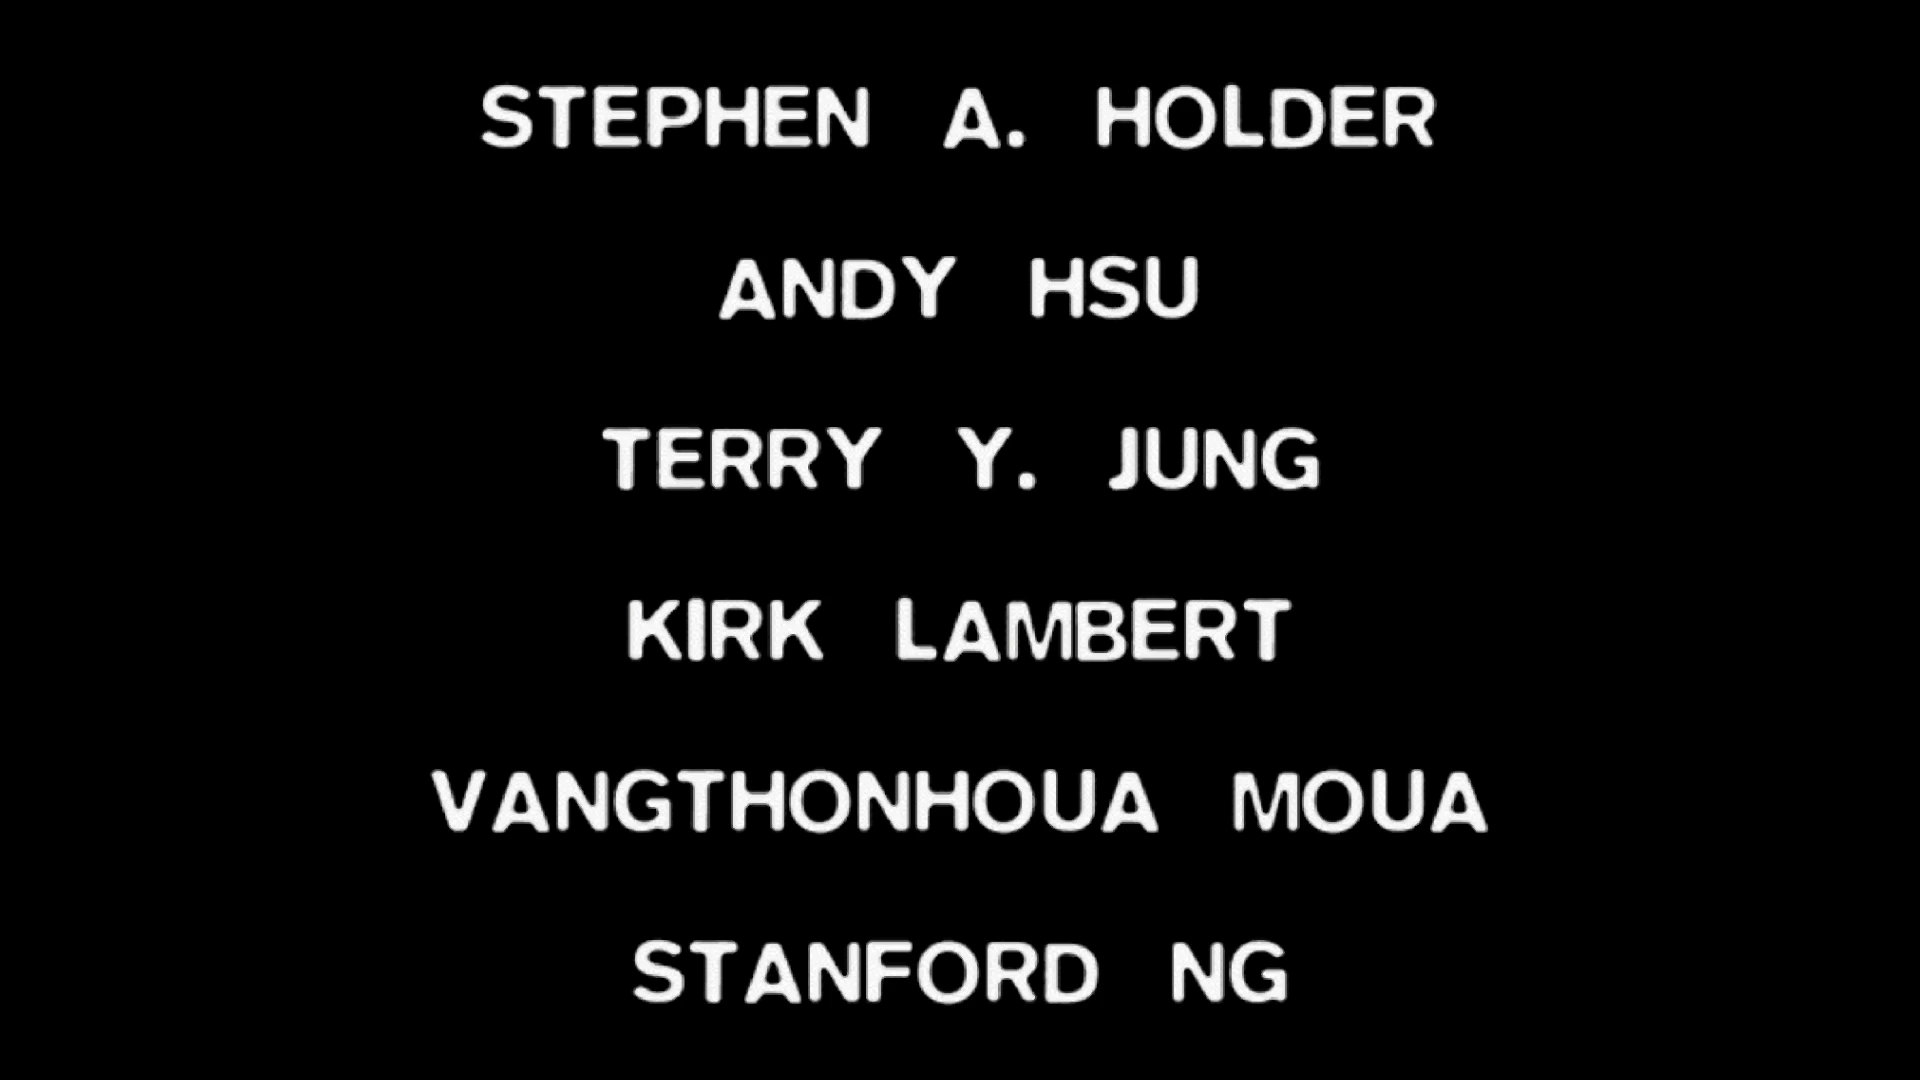 STEPHEN A. HOLDER
ANDY HSU
TERRY Y. JUNG
KIRK LAMBERT
VANGTHONHOUA MOUA
STANFORD NG